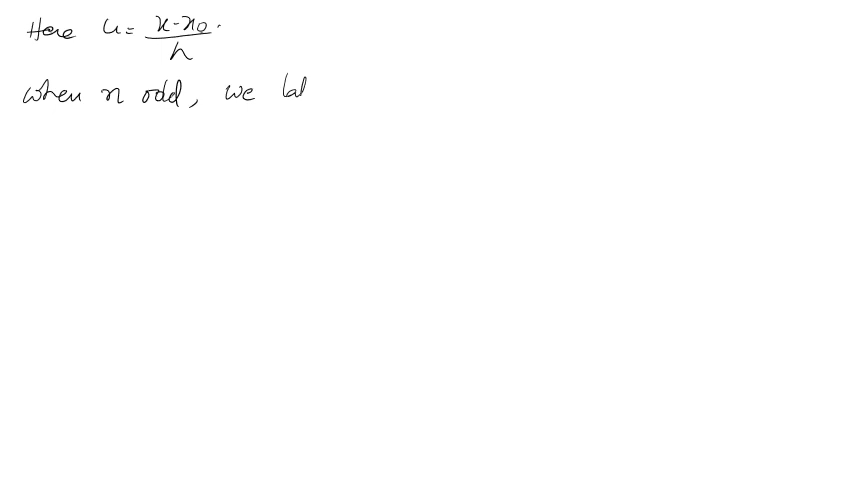 Here u = (x - x0)/h.
when n odd, we